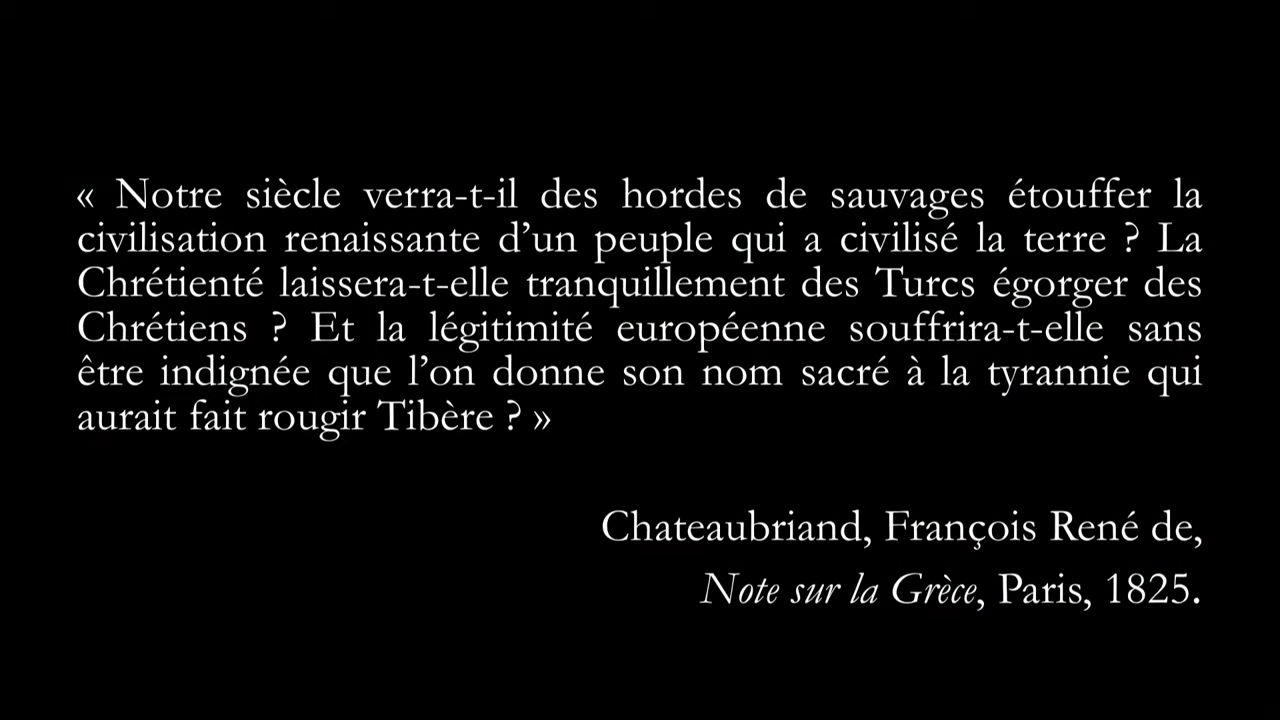 « Notre siècle verra-t-il des hordes de sauvages étouffer la
civilisation renaissante d’un peuple qui a civilisé la terre ? La
Chrétienté laissera-t-elle tranquillement des Turcs égorger des
Chrétiens ? Et la légitimité européenne souffrira-t-elle sans
être indignée que l’on donne son nom sacré à la tyrannie qui
aurait fait rougir Tibère ? »
Chateaubriand, François René de,
Note sur la Grèce, Paris, 1825.